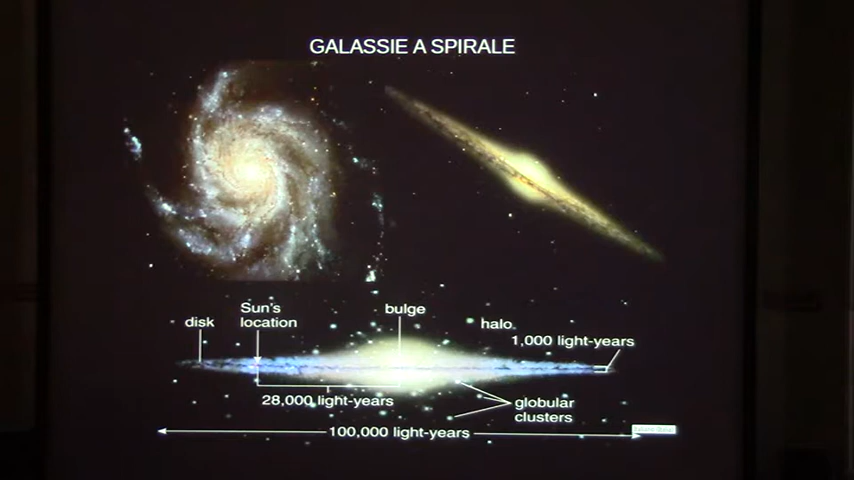 GALASSIE A SPIRALE
disk
Sun's
location
bulge
halo
1,000 light-years
28,000 light-years
globular
clusters
100,000 light-years